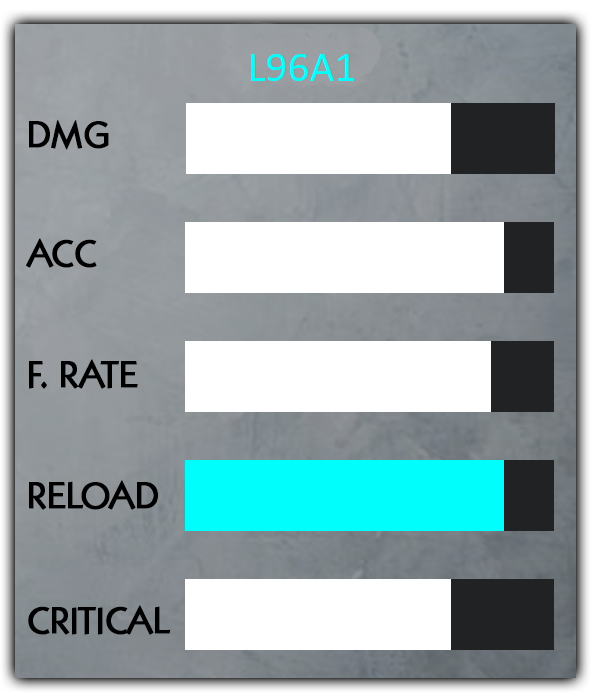 L96A1
DMG
ACC
F. RATE
RELOAD
CRITICAL